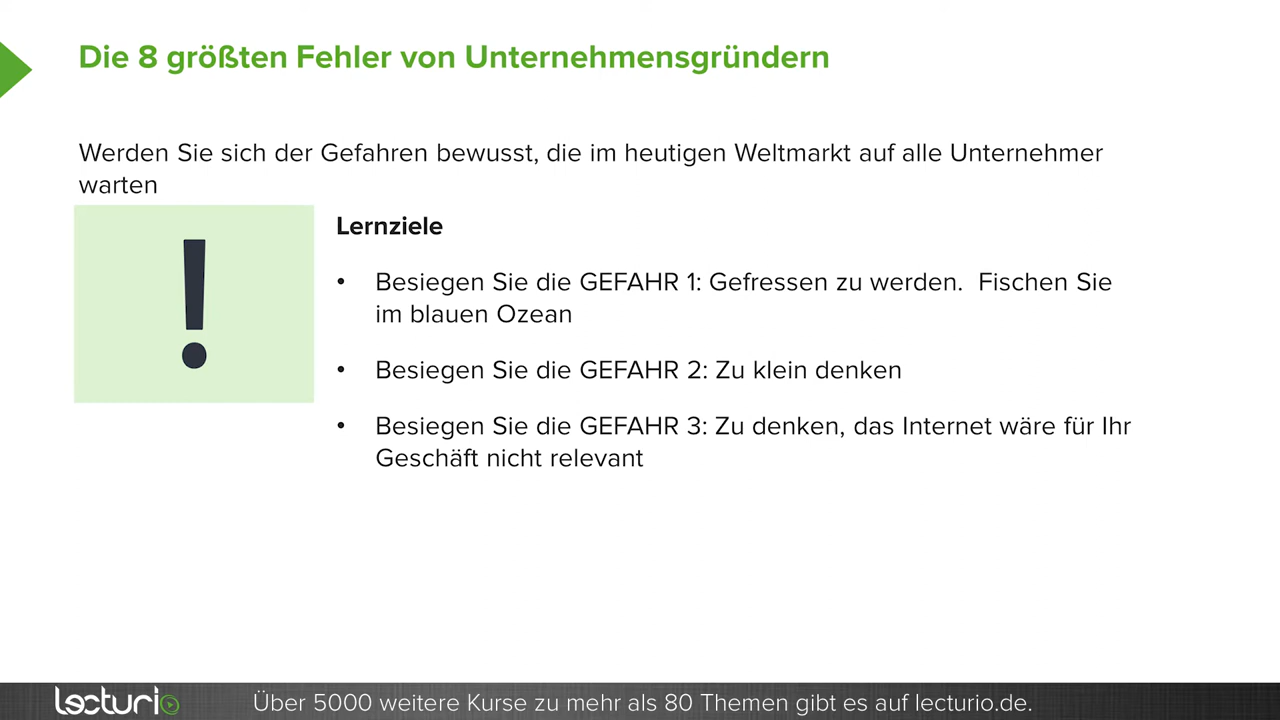 Die 8 größten Fehler von Unternehmensgründern
Werden Sie sich der Gefahren bewusst, die im heutigen Weltmarkt auf alle Unternehmer
warten
!
Lernziele
• Besiegen Sie die GEFAHR 1: Gefressen zu werden.  Fischen Sie
im blauen Ozean
• Besiegen Sie die GEFAHR 2: Zu klein denken
• Besiegen Sie die GEFAHR 3: Zu denken, das Internet wäre für Ihr
Geschäft nicht relevant
lecturio
Über 5000 weitere Kurse zu mehr als 80 Themen gibt es auf lecturio.de.